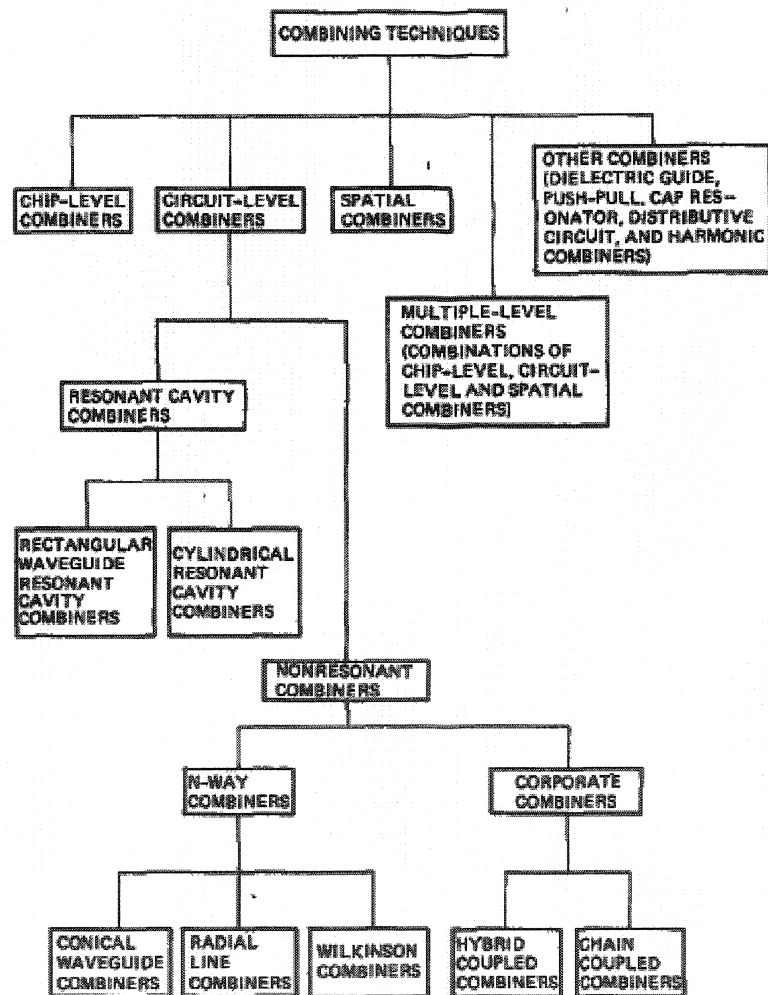 COMBINING TECHNIQUES
CHIP-LEVEL
COMBINERS
CIRCUIT-LEVEL
COMBINERS
SPATIAL
COMBINERS
OTHER COMBINERS
(DIELECTRIC GUIDE,
PUSH-PULL, CAP RES-
ONATOR, DISTRIBUTIVE
CIRCUIT, AND HARMONIC
COMBINERS)
MULTIPLE-LEVEL
COMBINERS
(COMBINATIONS OF
CHIP-LEVEL, CIRCUIT-
LEVEL AND SPATIAL
COMBINERS)
RESONANT CAVITY
COMBINERS
RECTANGULAR
WAVEGUIDE
RESONANT
CAVITY
COMBINERS
CYLINDRICAL
RESONANT
CAVITY
COMBINERS
NONRESONANT
COMBINERS
N-WAY
COMBINERS
CORPORATE
COMBINERS
CONICAL
WAVEGUIDE
COMBINERS
RADIAL
LINE
COMBINERS
WILKINSON
COMBINERS
HYBRID
COUPLED
COMBINERS
CHAIN
COUPLED
COMBINERS